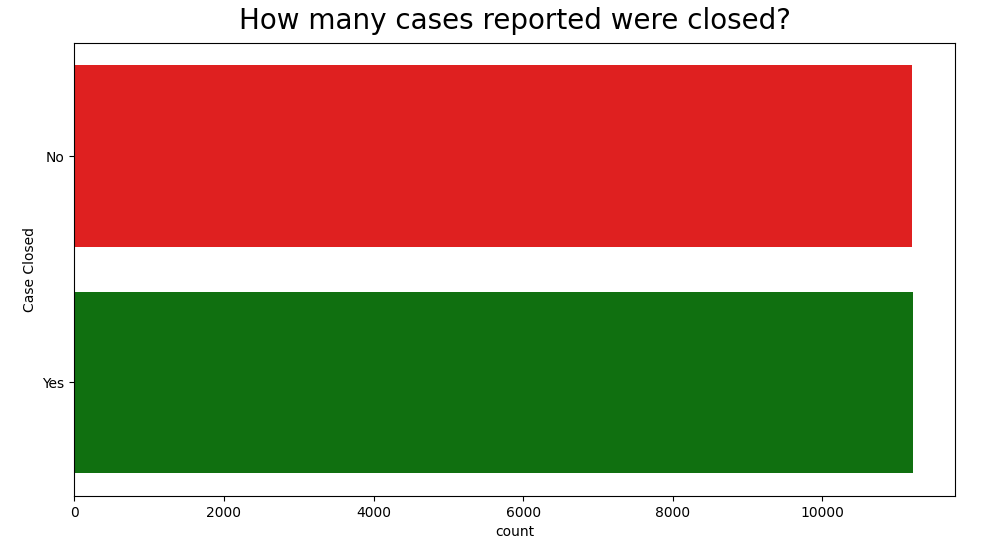 How many cases reported were closed?
No
Case Closed
Yes
0 2000 4000 6000 8000 10000
count